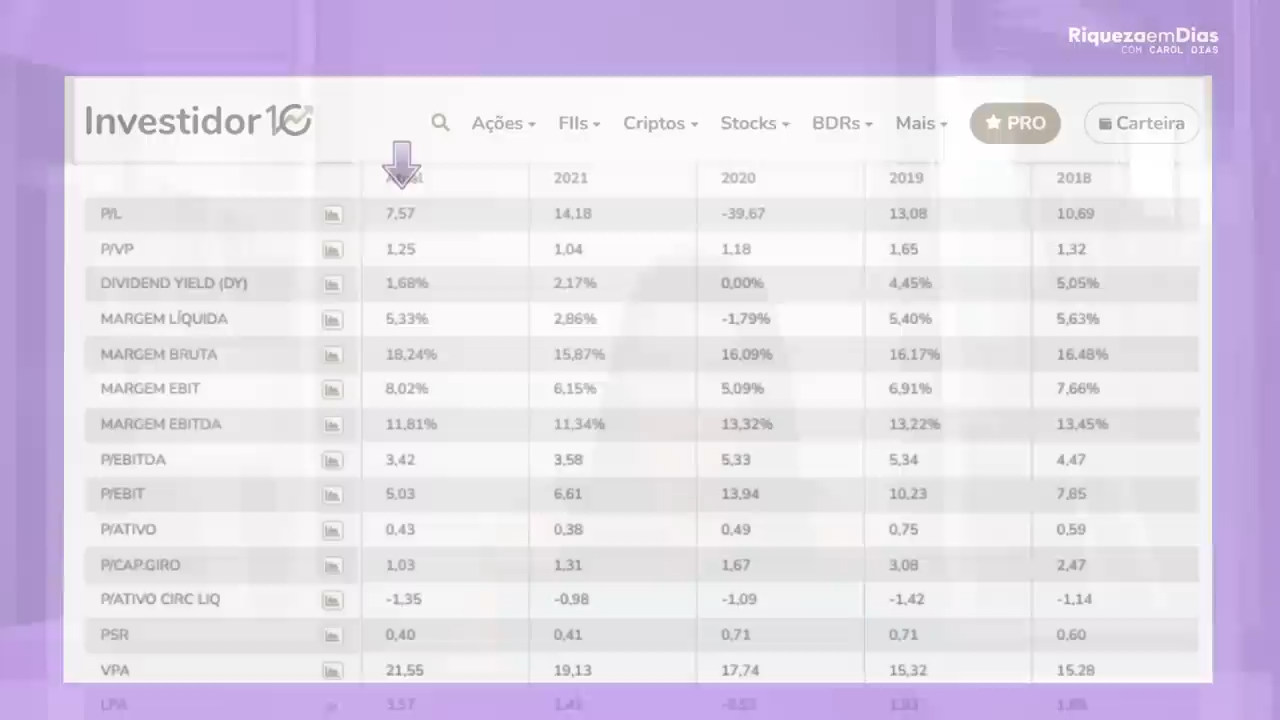 RiquezaemDias
COM CAROL DIAS
Investidor10
Ações FIIs Criptos Stocks BDRs Mais PRO Carteira
2021 2020 2019 2018
P/L 7,57 14,18 -39,67 13,08 10,69
P/VP 1,25 1,04 1,18 1,65 1,32
DIVIDEND YIELD (DY) 1,68% 2,17% 0,00% 4,45% 5,05%
MARGEM LÍQUIDA 5,33% 2,86% -1,79% 5,40% 5,63%
MARGEM BRUTA 18,24% 15,87% 16,09% 16,17% 16,48%
MARGEM EBIT 8,02% 6,15% 5,09% 6,91% 7,66%
MARGEM EBITDA 11,81% 11,34% 13,32% 13,22% 13,45%
P/EBITDA 3,42 3,58 5,33 5,34 4,47
P/EBIT 5,03 6,61 13,94 10,23 7,85
P/ATIVO 0,43 0,38 0,49 0,75 0,59
P/CAP.GIRO 1,03 1,31 1,67 3,08 2,47
P/ATIVO CIRC LIQ -1,35 -0,98 -1,09 -1,42 -1,14
PSR 0,40 0,41 0,71 0,71 0,60
VPA 21,55 19,13 17,74 15,32 15,28
LPA 3,57